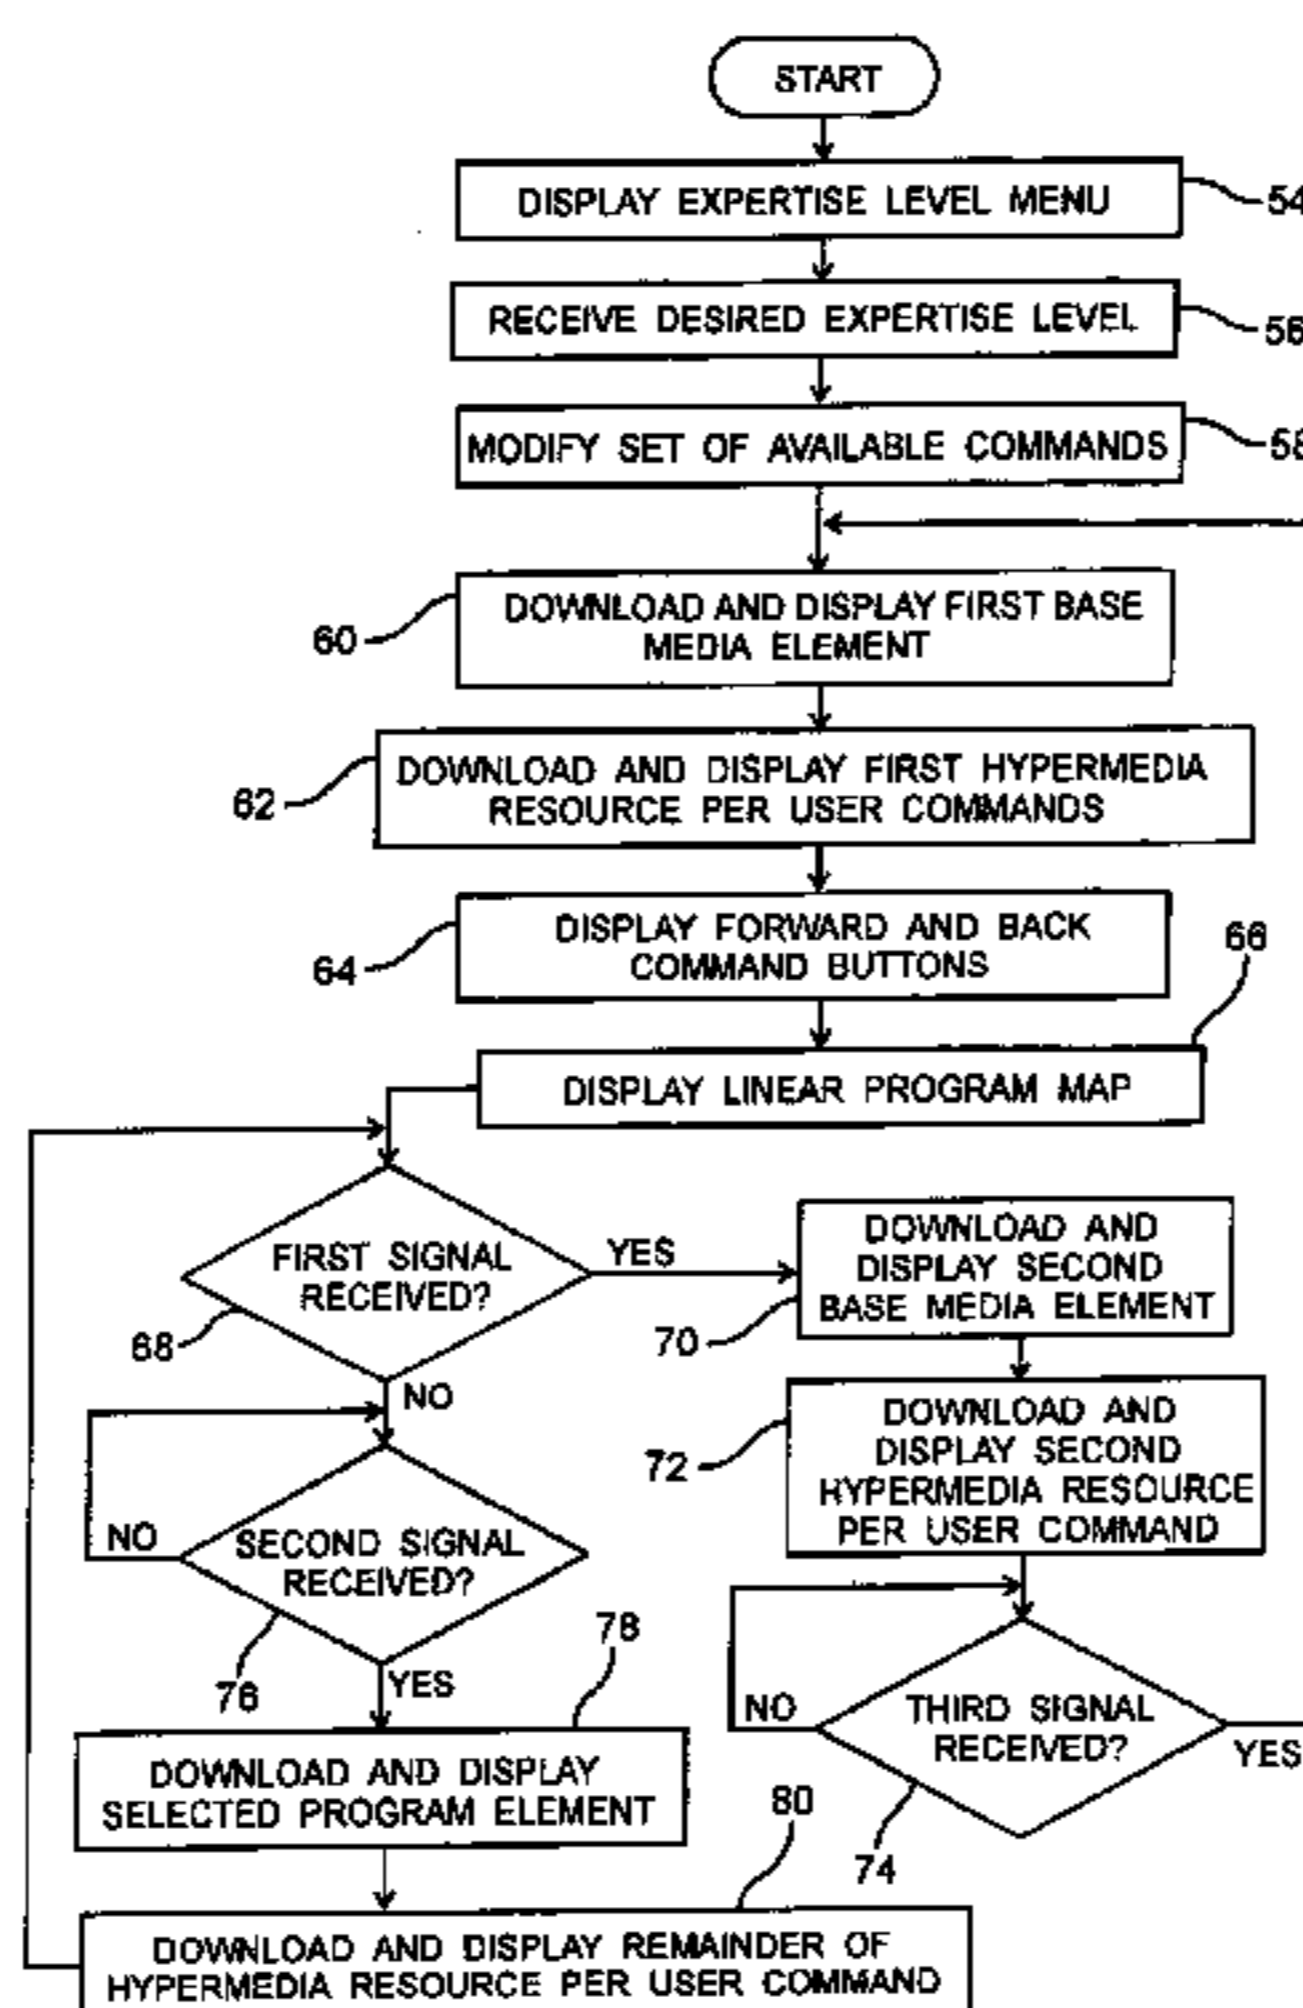 START
DISPLAY EXPERTISE LEVEL MENU
54
RECEIVE DESIRED EXPERTISE LEVEL
56
MODIFY SET OF AVAILABLE COMMANDS
58
DOWNLOAD AND DISPLAY FIRST BASE
MEDIA ELEMENT
60
DOWNLOAD AND DISPLAY FIRST HYPERMEDIA
RESOURCE PER USER COMMANDS
62
DISPLAY FORWARD AND BACK
COMMAND BUTTONS
64
66
DISPLAY LINEAR PROGRAM MAP
FIRST SIGNAL
RECEIVED?
68
YES
NO
DOWNLOAD AND
DISPLAY SECOND
BASE MEDIA ELEMENT
70
DOWNLOAD AND
DISPLAY SECOND
HYPERMEDIA RESOURCE
PER USER COMMAND
72
SECOND SIGNAL
RECEIVED?
NO
76
YES
78
THIRD SIGNAL
RECEIVED?
NO
YES
74
DOWNLOAD AND DISPLAY
SELECTED PROGRAM ELEMENT
80
DOWNLOAD AND DISPLAY REMAINDER OF
HYPERMEDIA RESOURCE PER USER COMMAND